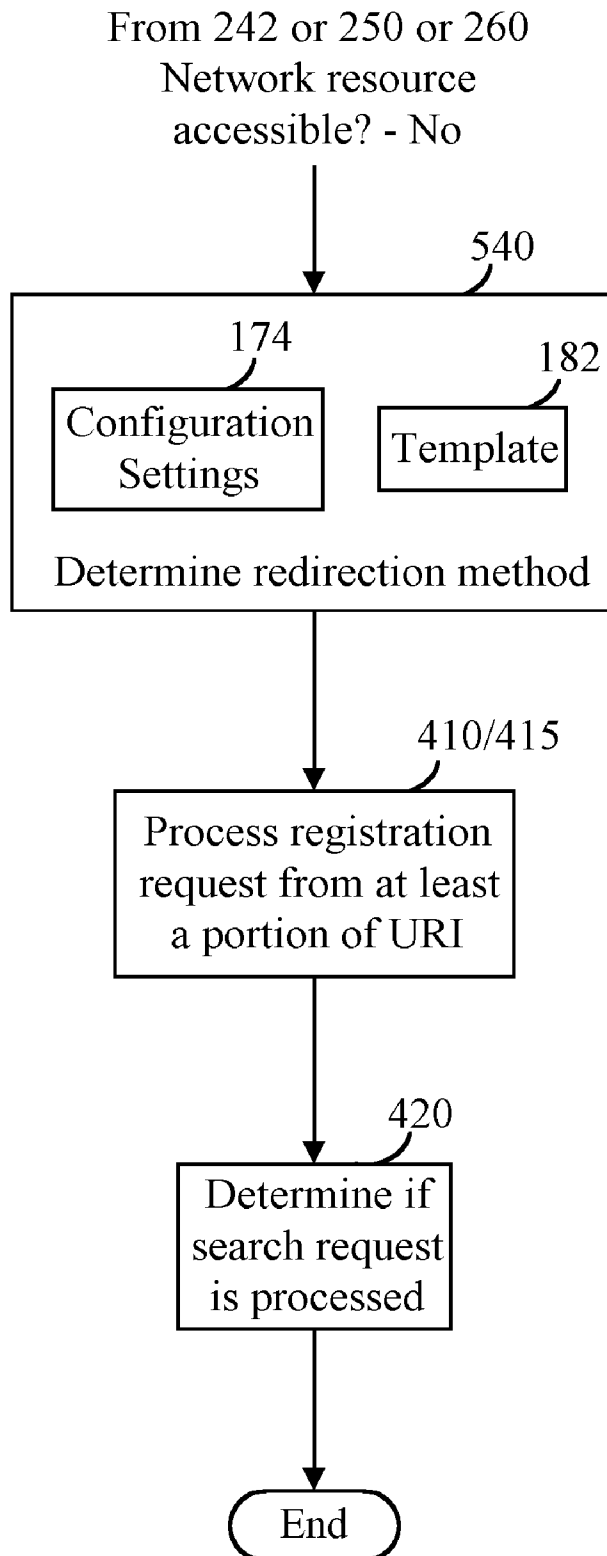 From 242 or 250 or 260
Network resource
accessible? - No
540
174
182
Configuration
Settings
Template
Determine redirection method
410/415
Process registration
request from at least
a portion of URI
420
Determine if
search request
is processed
End